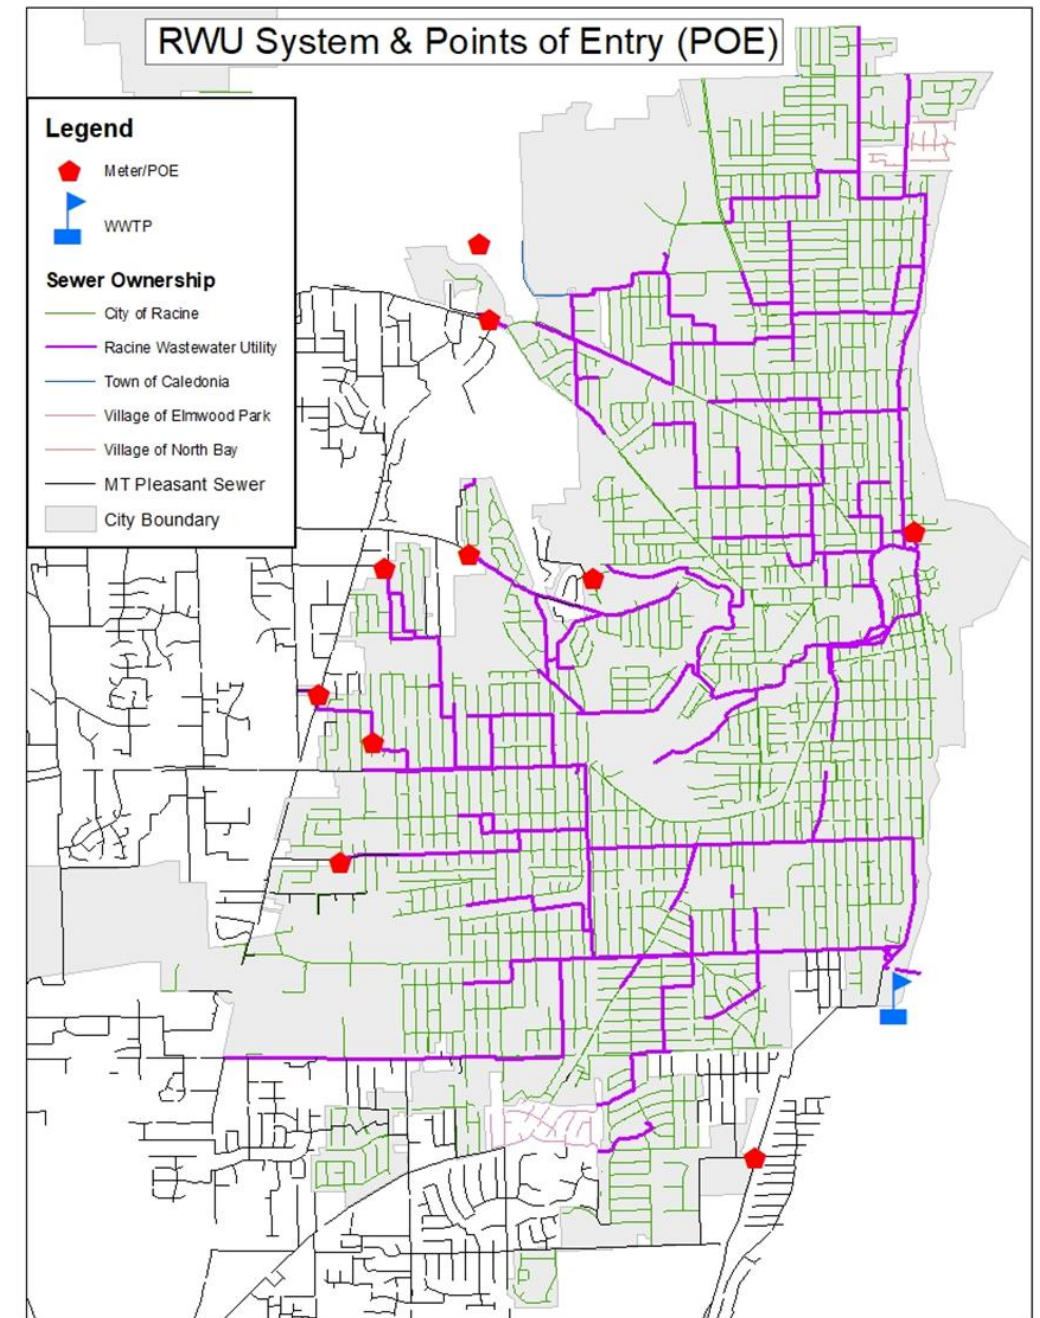 RWU System & Points of Entry (POE)
Legend
Meter/POE
WWTP
Sewer Ownership
City of Racine
Racine Wastewater Utility
Town of Caledonia
Village of Elmwood Park
Village of North Bay
MT Pleasant Sewer
City Boundary